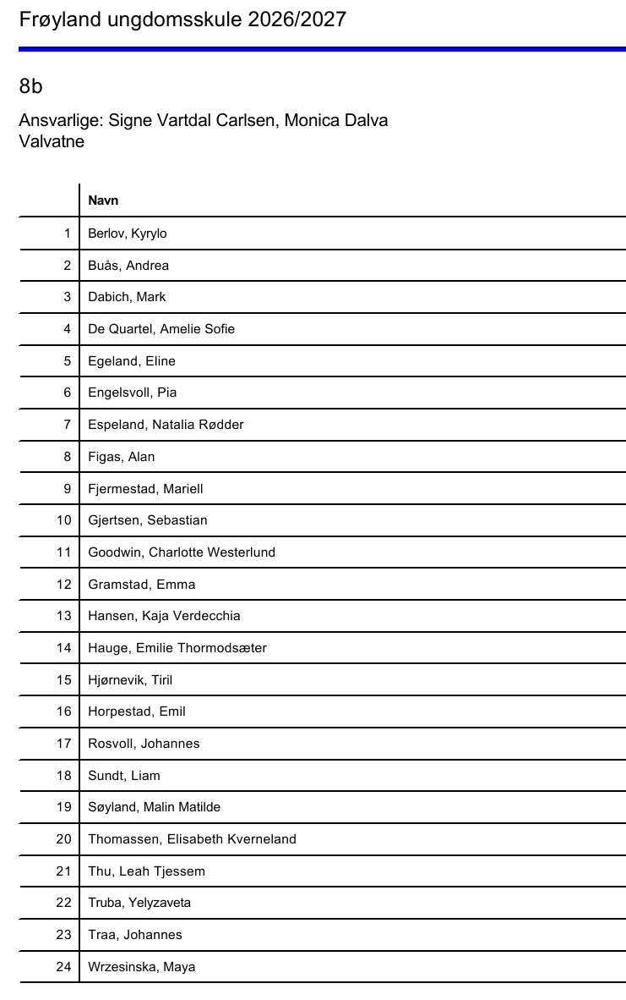 Frøyland ungdomsskule 2026/2027
8b
Ansvarlige: Signe Vartdal Carlsen, Monica Dalva
Valvatne
Navn
1 Berlov, Kyrylo
2 Buås, Andrea
3 Dabich, Mark
4 De Quartel, Amelie Sofie
5 Egeland, Eline
6 Engelsvoll, Pia
7 Espeland, Natalia Rødder
8 Figas, Alan
9 Fjermestad, Mariell
10 Gjertsen, Sebastian
11 Goodwin, Charlotte Westerlund
12 Gramstad, Emma
13 Hansen, Kaja Verdecchia
14 Hauge, Emilie Thormodsæter
15 Hjørnevik, Tiril
16 Horpestad, Emil
17 Rosvoll, Johannes
18 Sundt, Liam
19 Søyland, Malin Matilde
20 Thomassen, Elisabeth Kverneland
21 Thu, Leah Tjessem
22 Truba, Yelyzaveta
23 Traa, Johannes
24 Wrzesinska, Maya